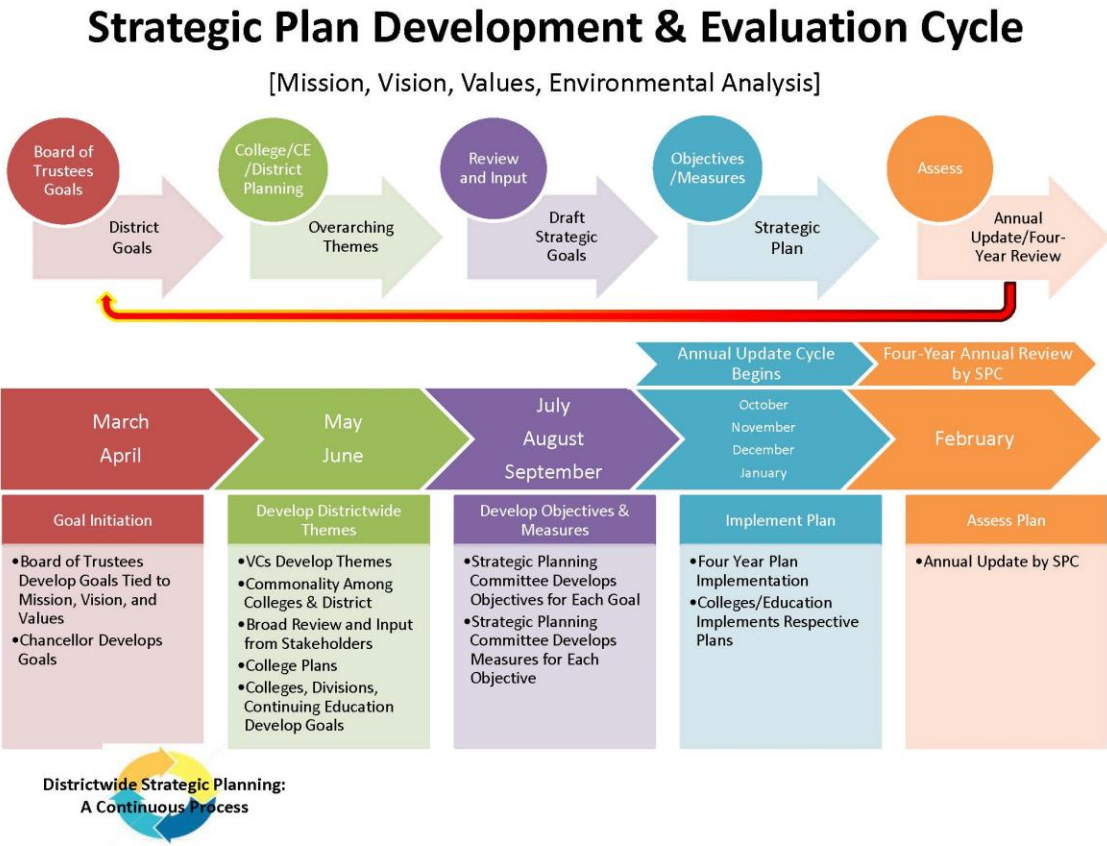 Strategic Plan Development & Evaluation Cycle
[Mission, Vision, Values, Environmental Analysis]
Board of
Trustees
Goals
District
Goals
College/CE
/District
Planning
Overarching
Themes
Review
and Input
Draft
Strategic
Goals
Objectives
/Measures
Strategic
Plan
Assess
Annual
Update/Four-
Year Review
Annual Update Cycle
Begins
Four-Year Annual Review
by SPC
March
April
May
June
July
August
September
October
November
December
January
February
Goal Initiation
•Board of Trustees
Develop Goals Tied to
Mission, Vision, and
Values
•Chancellor Develops
Goals
Develop Districtwide
Themes
•VCs Develop Themes
•Commonality Among
Colleges & District
•Broad Review and Input
from Stakeholders
•College Plans
•Colleges, Divisions,
Continuing Education
Develop Goals
Develop Objectives &
Measures
•Strategic Planning
Committee Develops
Objectives for Each Goal
•Strategic Planning
Committee Develops
Measures for Each
Objective
Implement Plan
•Four Year Plan
Implementation
•Colleges/Education
Implements Respective
Plans
Assess Plan
•Annual Update by SPC
Districtwide Strategic Planning:
A Continuous Process